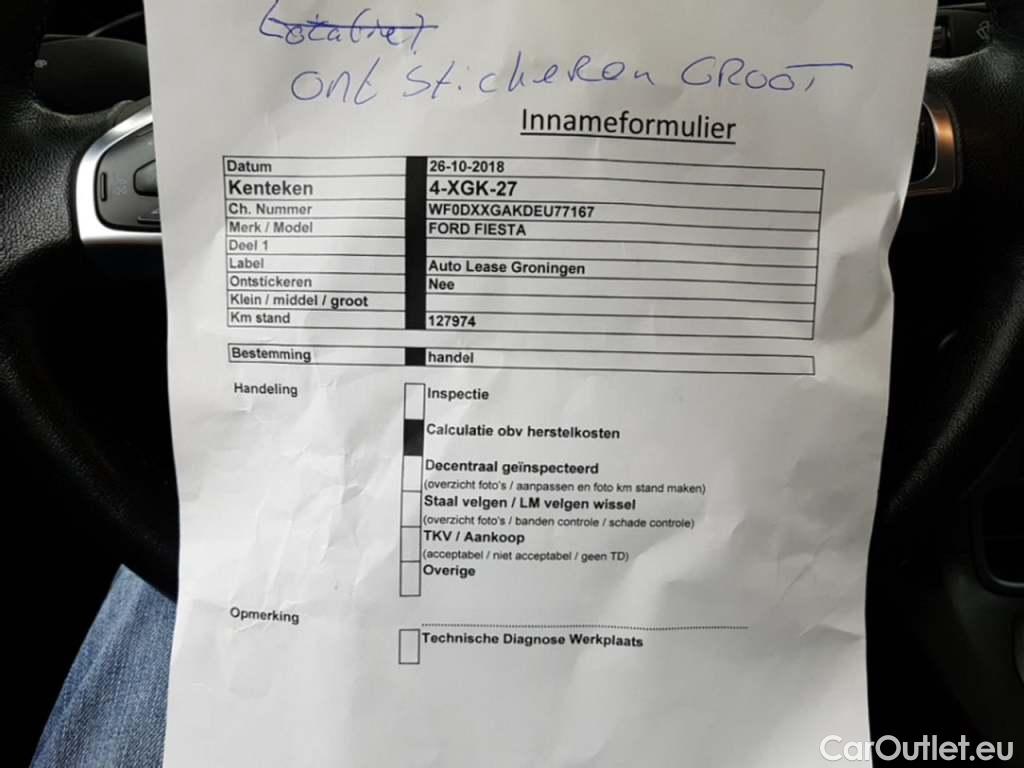 ontstickeren GROOT
Innameformulier
Datum 26-10-2018
Kenteken 4-XGK-27
Ch. Nummer WF0DXXGAKDEU77167
Merk / Model FORD FIESTA
Deel 1
Label Auto Lease Groningen
Ontstickeren Nee
Klein / middel / groot
Km stand 127974
Bestemming handel
Handeling Inspectie
Calculatie obv herstelkosten
Decentraal geïnspecteerd
(overzicht foto's / aanpassen en foto km stand maken)
Staal velgen / LM velgen wissel
(overzicht foto's / banden controle / schade controle)
TKV / Aankoop
(acceptabel / niet acceptabel / geen TD)
Overige
Opmerking
Technische Diagnose Werkplaats
CarOutlet.eu